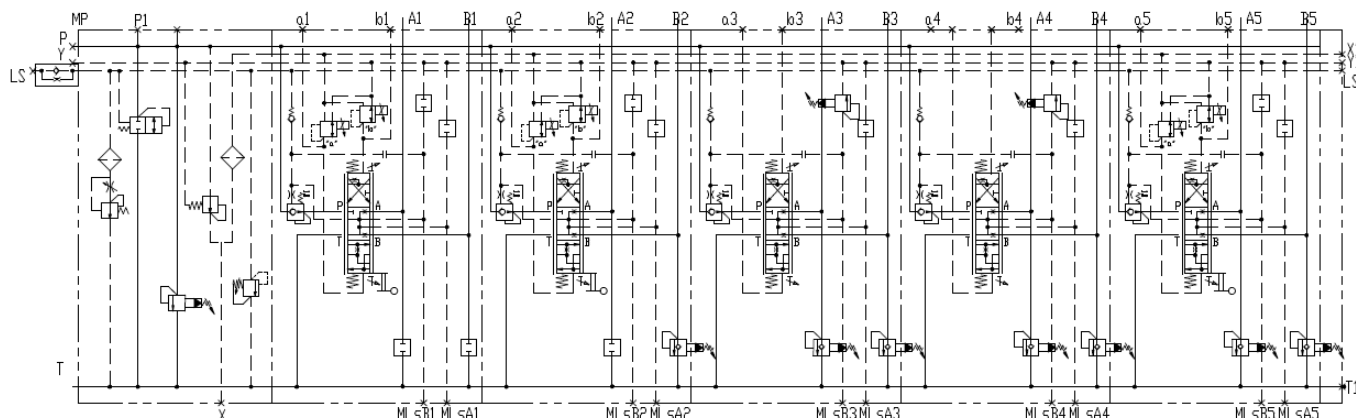 MP P1 a1 b1 A1 B1 a2 b2 A2 B2 a3 b3 A3 B3 a4 b4 A4 B4 a5 b5 A5 B5
P
Y X
Y
LS LS
"b" "b" "b"
"a" "a" "a"
P A P A P A P A P A
T B T B T B T B T B
T T1
X MLsB1 MLsA1 MLsB2 MLsA2 MLsB3 MLsA3 MLsB4 MLsA4 MLsB5 MLsA5